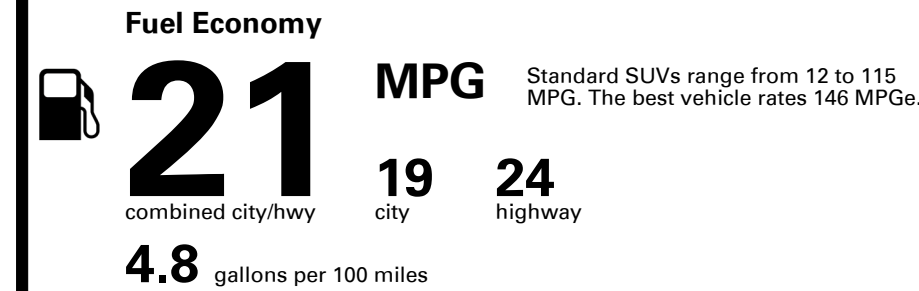 Fuel Economy
21
MPG
Standard SUVs range from 12 to 115
MPG. The best vehicle rates 146 MPGe.
19
24
combined city/hwy
city
highway
4.8 gallons per 100 miles